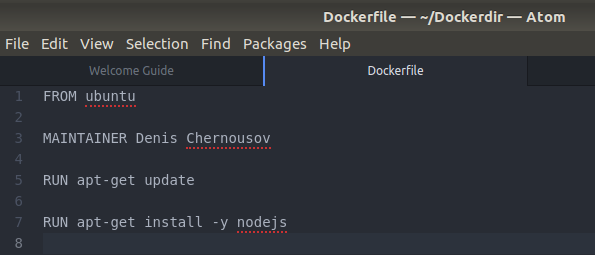 Dockerfile — ~/Dockerdir — Atom
File Edit View Selection Find Packages Help
Welcome Guide Dockerfile
1 FROM ubuntu
2
3 MAINTAINER Denis Chernousov
4
5 RUN apt-get update
6
7 RUN apt-get install -y nodejs
8